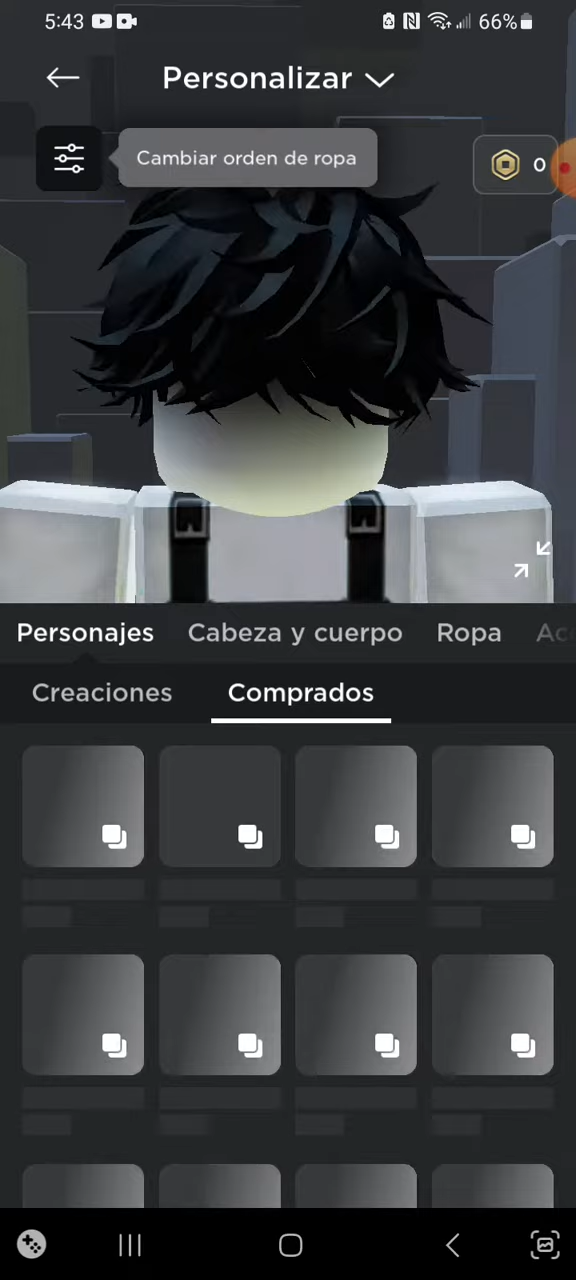 5:43
66%
Personalizar
Cambiar orden de ropa
0
Personajes
Cabeza y cuerpo
Ropa
Creaciones
Comprados